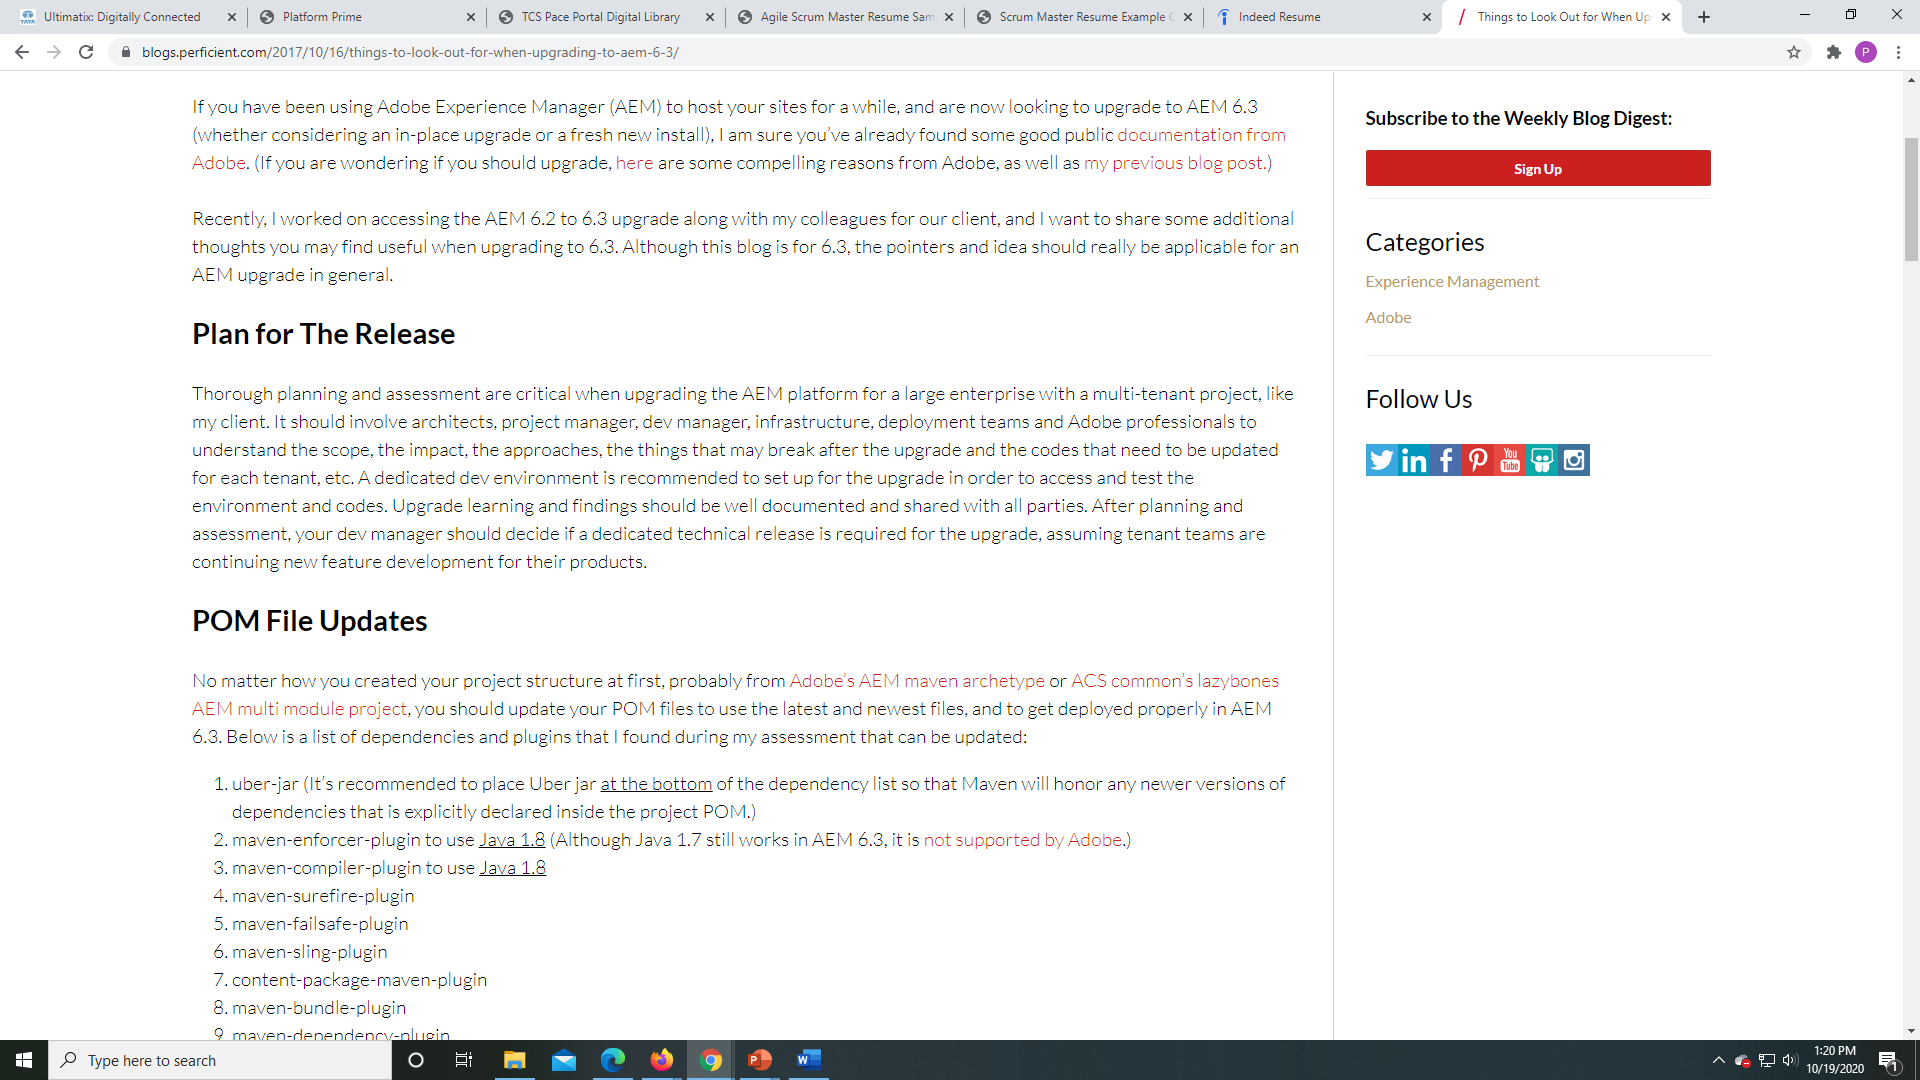 Ultimatix: Digitally Connected
Platform Prime
TCS Pace Portal Digital Library
Agile Scrum Master Resume Sam
Scrum Master Resume Example
Indeed Resume
Things to Look Out for When Up
blogs.perficient.com/2017/10/16/things-to-look-out-for-when-upgrading-to-aem-6-3/
P
If you have been using Adobe Experience Manager (AEM) to host your sites for a while, and are now looking to upgrade to AEM 6.3
(whether considering an in-place upgrade or a fresh new install), I am sure you’ve already found some good public documentation from
Adobe. (If you are wondering if you should upgrade, here are some compelling reasons from Adobe, as well as my previous blog post.)
Recently, I worked on accessing the AEM 6.2 to 6.3 upgrade along with my colleagues for our client, and I want to share some additional
thoughts you may find useful when upgrading to 6.3. Although this blog is for 6.3, the pointers and idea should really be applicable for an
AEM upgrade in general.
Plan for The Release
Thorough planning and assessment are critical when upgrading the AEM platform for a large enterprise with a multi-tenant project, like
my client. It should involve architects, project manager, dev manager, infrastructure, deployment teams and Adobe professionals to
understand the scope, the impact, the approaches, the things that may break after the upgrade and the codes that need to be updated
for each tenant, etc. A dedicated dev environment is recommended to set up for the upgrade in order to access and test the
environment and codes. Upgrade learning and findings should be well documented and shared with all parties. After planning and
assessment, your dev manager should decide if a dedicated technical release is required for the upgrade, assuming tenant teams are
continuing new feature development for their products.
POM File Updates
No matter how you created your project structure at first, probably from Adobe’s AEM maven archetype or ACS common’s lazybones
AEM multi module project, you should update your POM files to use the latest and newest files, and to get deployed properly in AEM
6.3. Below is a list of dependencies and plugins that I found during my assessment that can be updated:
1. uber-jar (It’s recommended to place Uber jar at the bottom of the dependency list so that Maven will honor any newer versions of
dependencies that is explicitly declared inside the project POM.)
2. maven-enforcer-plugin to use Java 1.8 (Although Java 1.7 still works in AEM 6.3, it is not supported by Adobe.)
3. maven-compiler-plugin to use Java 1.8
4. maven-surefire-plugin
5. maven-failsafe-plugin
6. maven-sling-plugin
7. content-package-maven-plugin
8. maven-bundle-plugin
9. maven-dependency-plugin
Subscribe to the Weekly Blog Digest:
Sign Up
Categories
Experience Management
Adobe
Follow Us
You
Tube
Type here to search
1:20 PM
10/19/2020
1